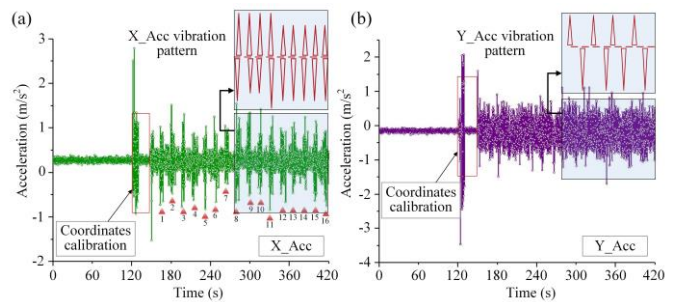 (a)
X_Acc vibration
pattern
Acceleration (m/s²)
3
2
1
0
-1
-2
Coordinates
calibration
1
2
3
4
5
6
7
8
9
10
11
12
13
14
15
16
X_Acc
0 60 120 180 240 300 360 420
Time (s)
(b)
Y_Acc vibration
pattern
Acceleration (m/s²)
2
1
0
-1
-2
-3
-4
Coordinates
calibration
Y_Acc
0 60 120 180 240 300 360 420
Time (s)